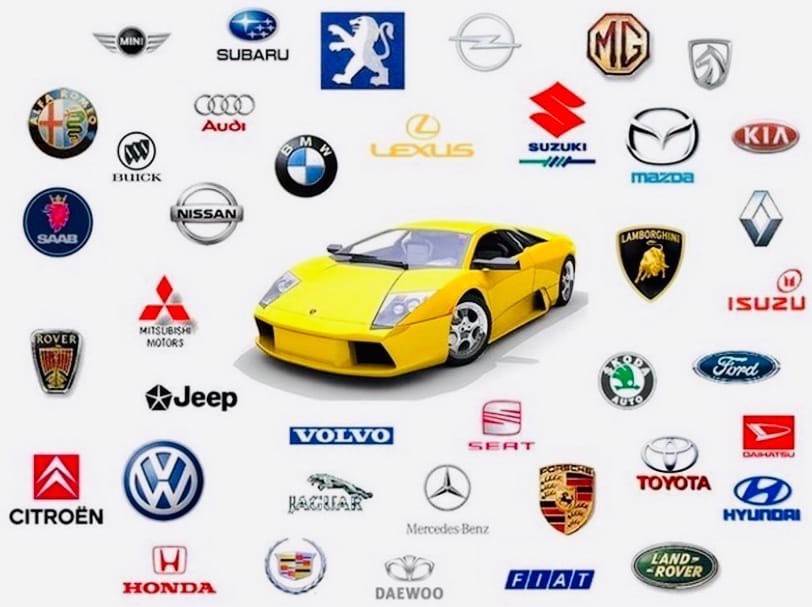 MINI
SUBARU
MG
ALFA ROMEO
Audi
BUICK
BMW
LEXUS
SUZUKI
mazda
KIA
SAAB
NISSAN
LAMBORGHINI
ISUZU
MITSUBISHI
MOTORS
ROVER
Jeep
ŠKODA
AUTO
Ford
VOLVO
SEAT
DAIHATSU
CITROËN
JAGUAR
Mercedes-Benz
PORSCHE
TOYOTA
HYUNDAI
HONDA
DAEWOO
FIAT
LAND-
-ROVER